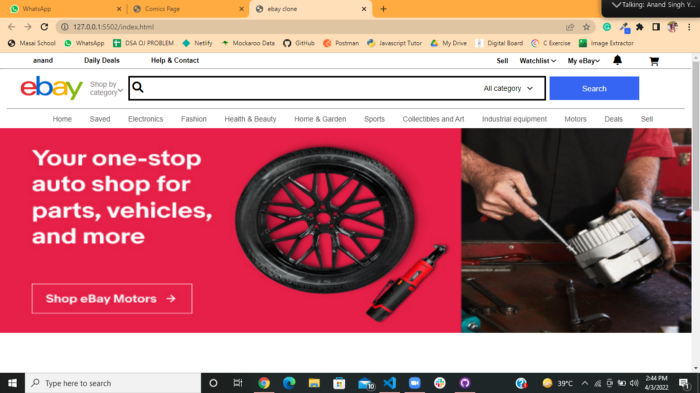 Talking: Anand Singh Y...
WhatsApp
Comics Page
ebay clone
127.0.0.1:5502/index.html
Masai School
WhatsApp
DSA OJ PROBLEM
Netlify
Mockaroo Data
GitHub
Postman
Javascript Tutor
My Drive
Digital Board
C Exercise
Image Extractor
anand
Daily Deals
Help & Contact
Sell
Watchlist
My eBay
ebay
Shop by
category
All category
Search
Home
Saved
Electronics
Fashion
Health & Beauty
Home & Garden
Sports
Collectibles and Art
Industrial equipment
Motors
Deals
Sell
Your one-stop
auto shop for
parts, vehicles,
and more
Shop eBay Motors →
Type here to search
10
39°C
2:44 PM
4/3/2022
1